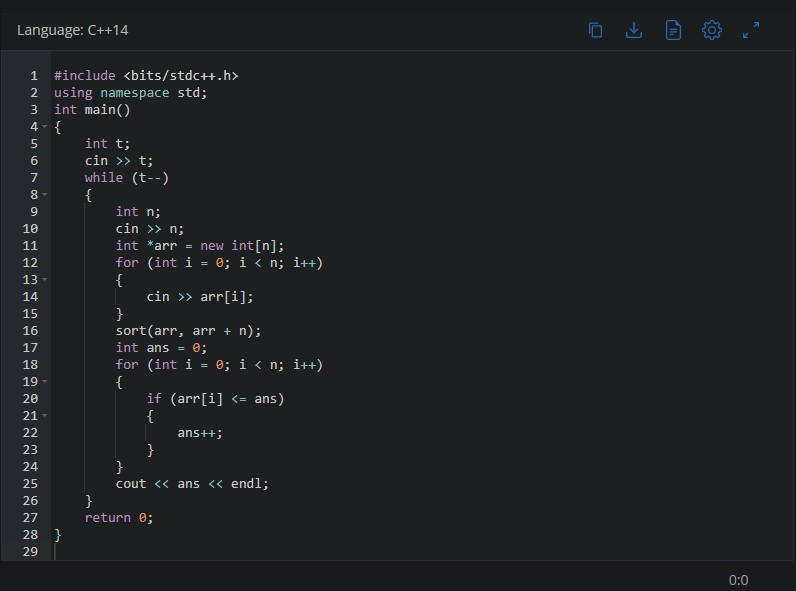 Language: C++14
1 #include <bits/stdc++.h>
2 using namespace std;
3 int main()
4 {
5     int t;
6     cin >> t;
7     while (t--)
8     {
9         int n;
10         cin >> n;
11         int *arr = new int[n];
12         for (int i = 0; i < n; i++)
13         {
14             cin >> arr[i];
15         }
16         sort(arr, arr + n);
17         int ans = 0;
18         for (int i = 0; i < n; i++)
19         {
20             if (arr[i] <= ans)
21             {
22                 ans++;
23             }
24         }
25         cout << ans << endl;
26     }
27     return 0;
28 }
29
0:0